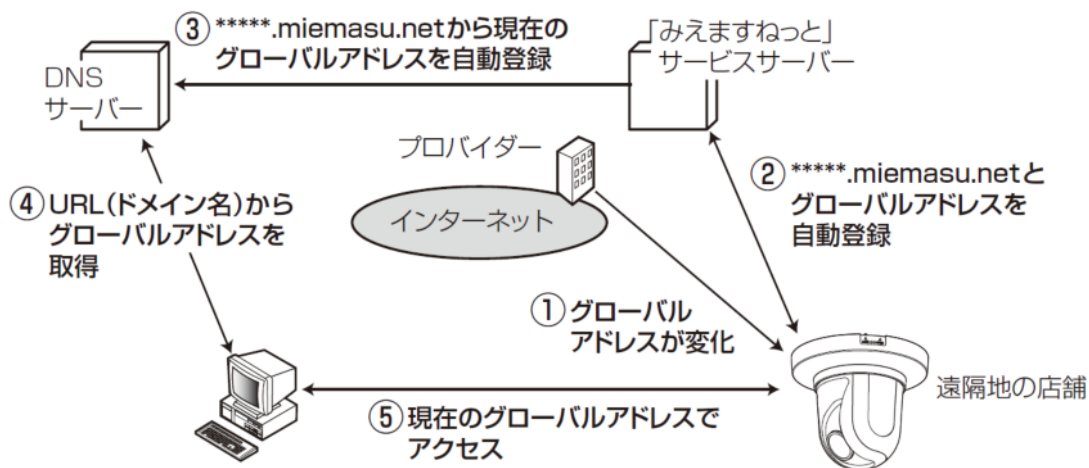 ③*****.miemasu.netから現在の
グローバルアドレスを自動登録
「みえますねっと」
サービスサーバー
DNS
サーバー
プロバイダー
インターネット
②*****.miemasu.netと
グローバルアドレスを
自動登録
④URL(ドメイン名)から
グローバルアドレスを
取得
①グローバル
アドレスが変化
遠隔地の店舗
⑤現在のグローバルアドレスで
アクセス